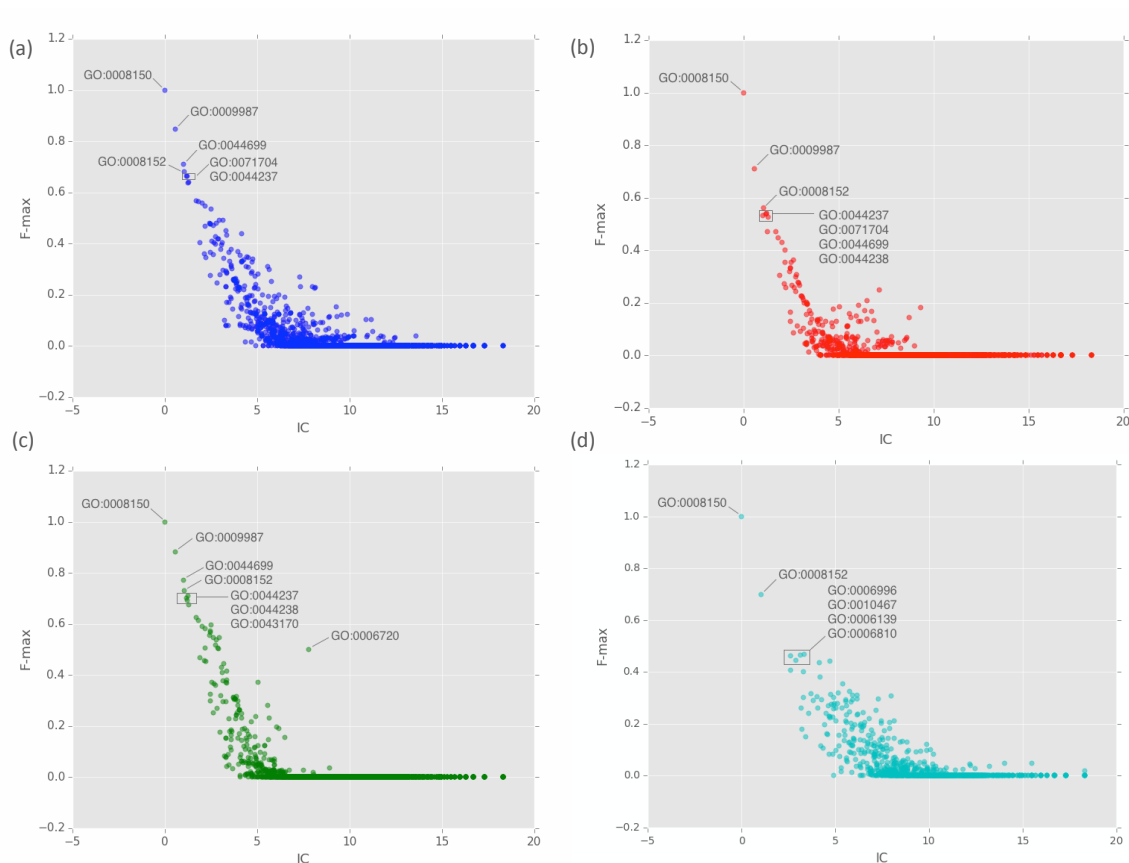 (a)
1.2
1.0
0.8
0.6
0.4
0.2
0.0
−0.2
F-max
GO:0008150
GO:0009987
GO:0044699
GO:0008152
GO:0071704
GO:0044237
−5
0
5
10
15
20
IC
(b)
1.2
1.0
0.8
0.6
0.4
0.2
0.0
−0.2
F-max
GO:0008150
GO:0009987
GO:0008152
GO:0044237
GO:0071704
GO:0044699
GO:0044238
−5
0
5
10
15
20
IC
(c)
1.2
1.0
0.8
0.6
0.4
0.2
0.0
−0.2
F-max
GO:0008150
GO:0009987
GO:0044699
GO:0008152
GO:0044237
GO:0044238
GO:0043170
GO:0006720
−5
0
5
10
15
20
IC
(d)
1.2
1.0
0.8
0.6
0.4
0.2
0.0
−0.2
F-max
GO:0008150
GO:0008152
GO:0006996
GO:0010467
GO:0006139
GO:0006810
−5
0
5
10
15
20
IC